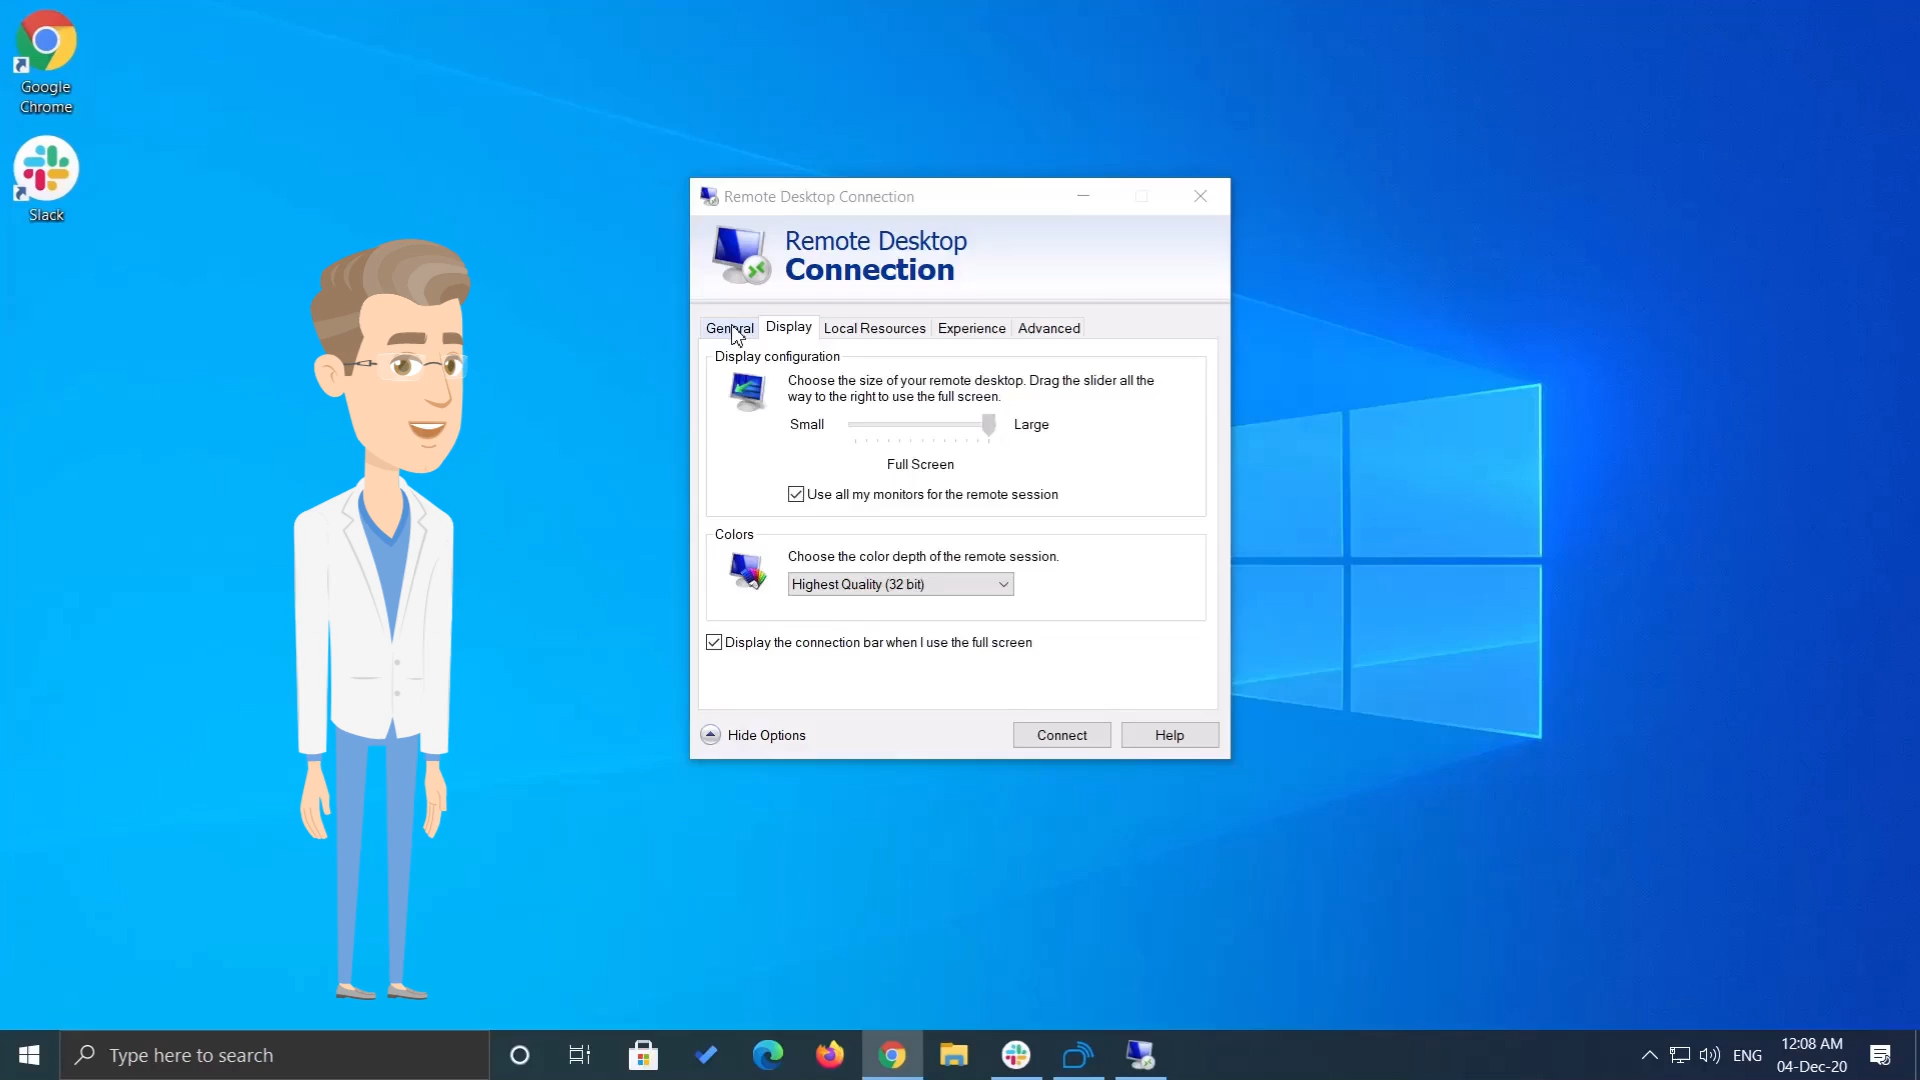 Google
Chrome
Slack
Remote Desktop Connection
Remote Desktop
Connection
General
Display
Local Resources
Experience
Advanced
Display configuration
Choose the size of your remote desktop. Drag the slider all the
way to the right to use the full screen.
Small
Large
Full Screen
Use all my monitors for the remote session
Colors
Choose the color depth of the remote session.
Highest Quality (32 bit)
Display the connection bar when I use the full screen
Hide Options
Connect
Help
Type here to search
ENG
12:08 AM
04-Dec-20